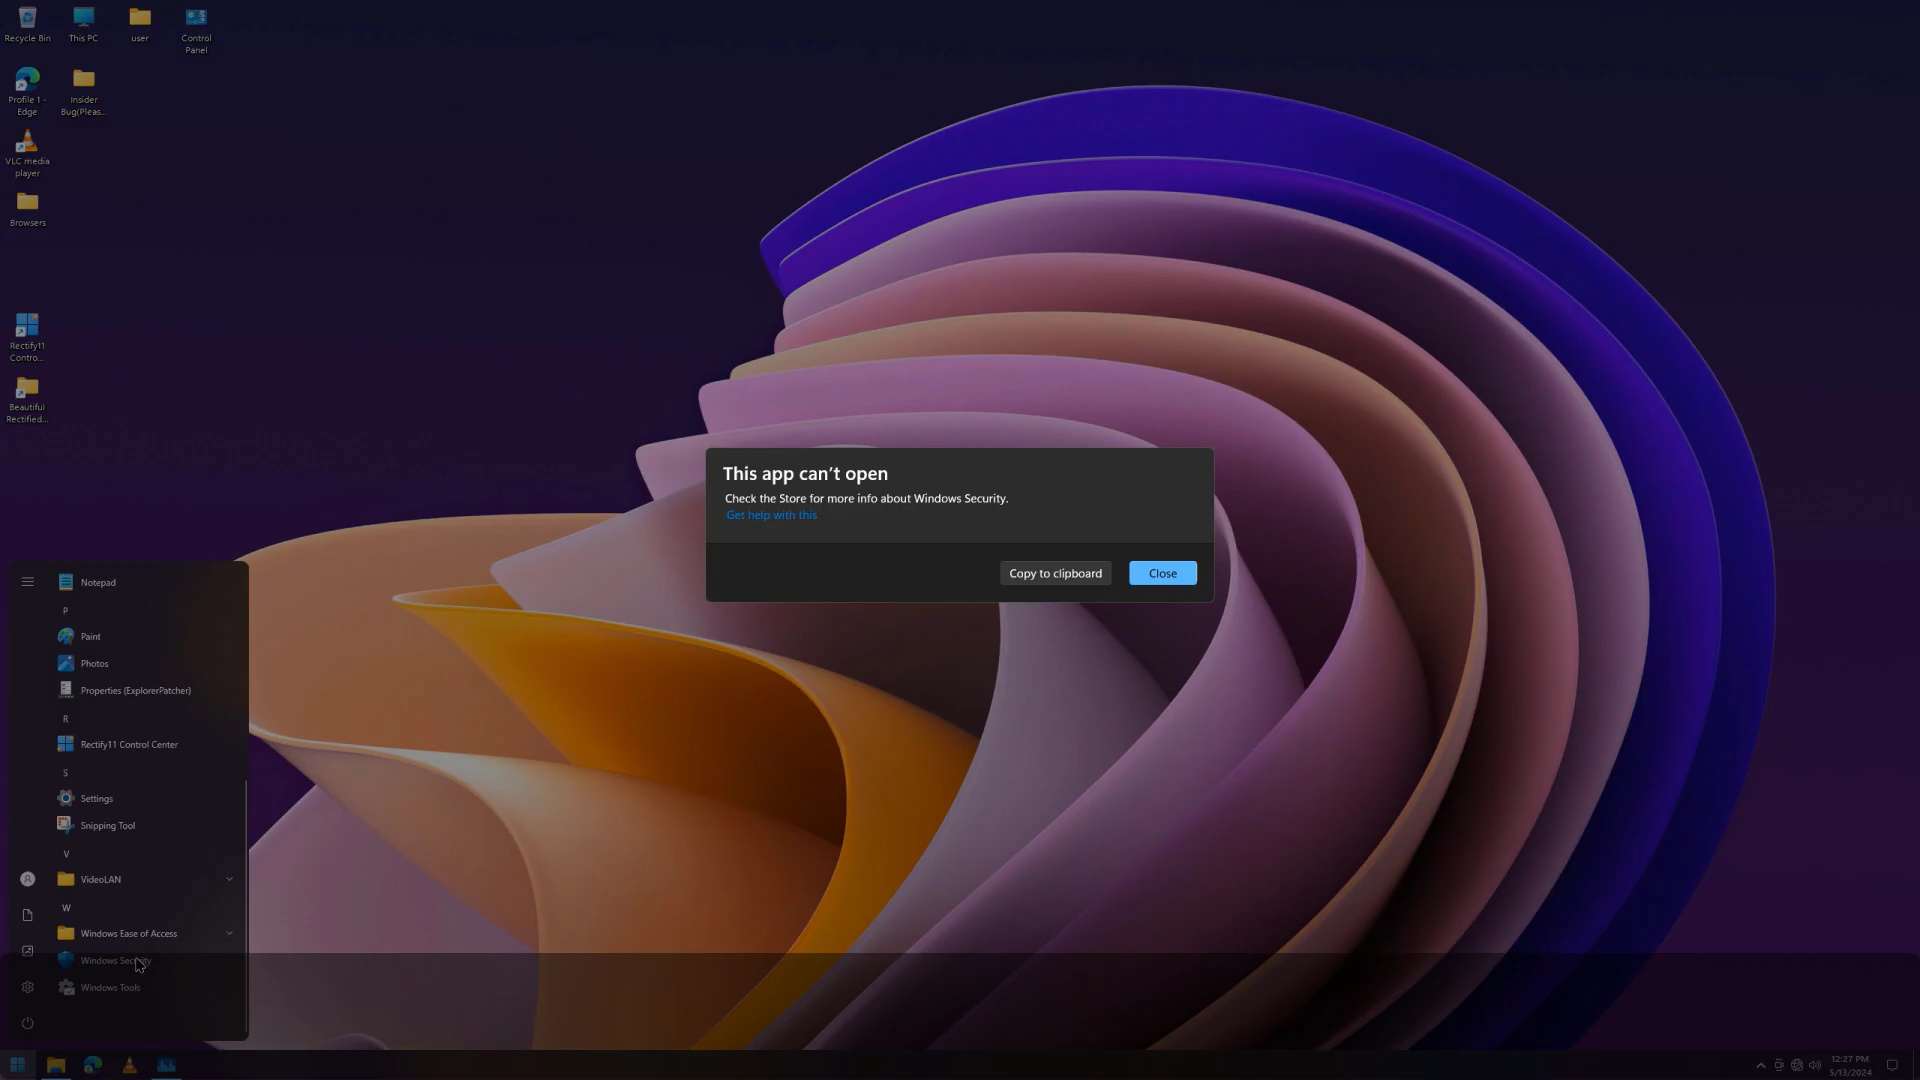 Recycle Bin
This PC
user
Control
Panel
Profile 1 -
Edge
Insider
Bug(Pleas...
VLC media
player
Browsers
Rectify11
Contro...
Beautiful
Rectified...
This app can't open
Check the Store for more info about Windows Security.
Get help with this
Copy to clipboard
Close
Notepad
P
Paint
Photos
Properties (ExplorerPatcher)
R
Rectify11 Control Center
S
Settings
Snipping Tool
V
VideoLAN
W
Windows Ease of Access
Windows Security
Windows Tools
12:27 PM
5/13/2024